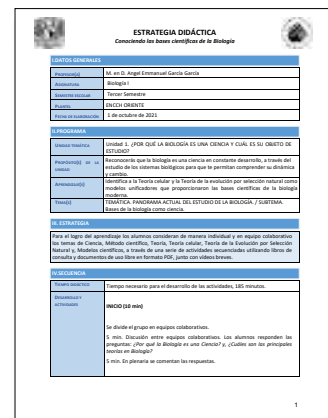 ESTRATEGIA DIDÁCTICA
Conociendo las bases científicas de la Biología
I.DATOS GENERALES
PROFESOR(A) M. en D. Angel Emmanuel García García
ASIGNATURA Biología I
SEMESTRE ESCOLAR Tercer Semestre
PLANTEL ENCCH ORIENTE
FECHA DE ELABORACIÓN 1 de octubre de 2021
II.PROGRAMA
UNIDAD TEMÁTICA Unidad 1. ¿POR QUÉ LA BIOLOGÍA ES UNA CIENCIA Y CUÁL ES SU OBJETO DE
ESTUDIO?
PROPÓSITO(S) DE LA UNIDAD Reconocerás que la biología es una ciencia en constante desarrollo, a través del
estudio de los sistemas biológicos para que te permitan comprender su dinámica
y cambio.
APRENDIZAJE(S) Identifica a la Teoría celular y la Teoría de la evolución por selección natural como
modelos unificadores que proporcionaron las bases científicas de la biología
moderna.
TEMA(S) TEMÁTICA. PANORAMA ACTUAL DEL ESTUDIO DE LA BIOLOGÍA. / SUBTEMA.
Bases de la biología como ciencia.
III. ESTRATEGIA
Para el logro del aprendizaje los alumnos consideran de manera individual y en equipo colaborativo
los temas de Ciencia, Método científico, Teoría, Teoría celular, Teoría de la Evolución por Selección
Natural y, Modelos científicos, a través de una serie de actividades secuenciadas utilizando libros de
consulta y documentos de uso libre en formato PDF, junto con videos breves.
IV.SECUENCIA
TIEMPO DIDÁCTICO Tiempo necesario para el desarrollo de las actividades, 185 minutos.
DESARROLLO Y ACTIVIDADES
INICIO (10 min)
Se divide el grupo en equipos colaborativos.
5 min. Discusión entre equipos colaborativos. Los alumnos responden las
preguntas: ¿Por qué la Biología es una Ciencia? y, ¿Cuáles son las principales
teorías en Biología?
5 min. En plenaria se comentan las respuestas.
1